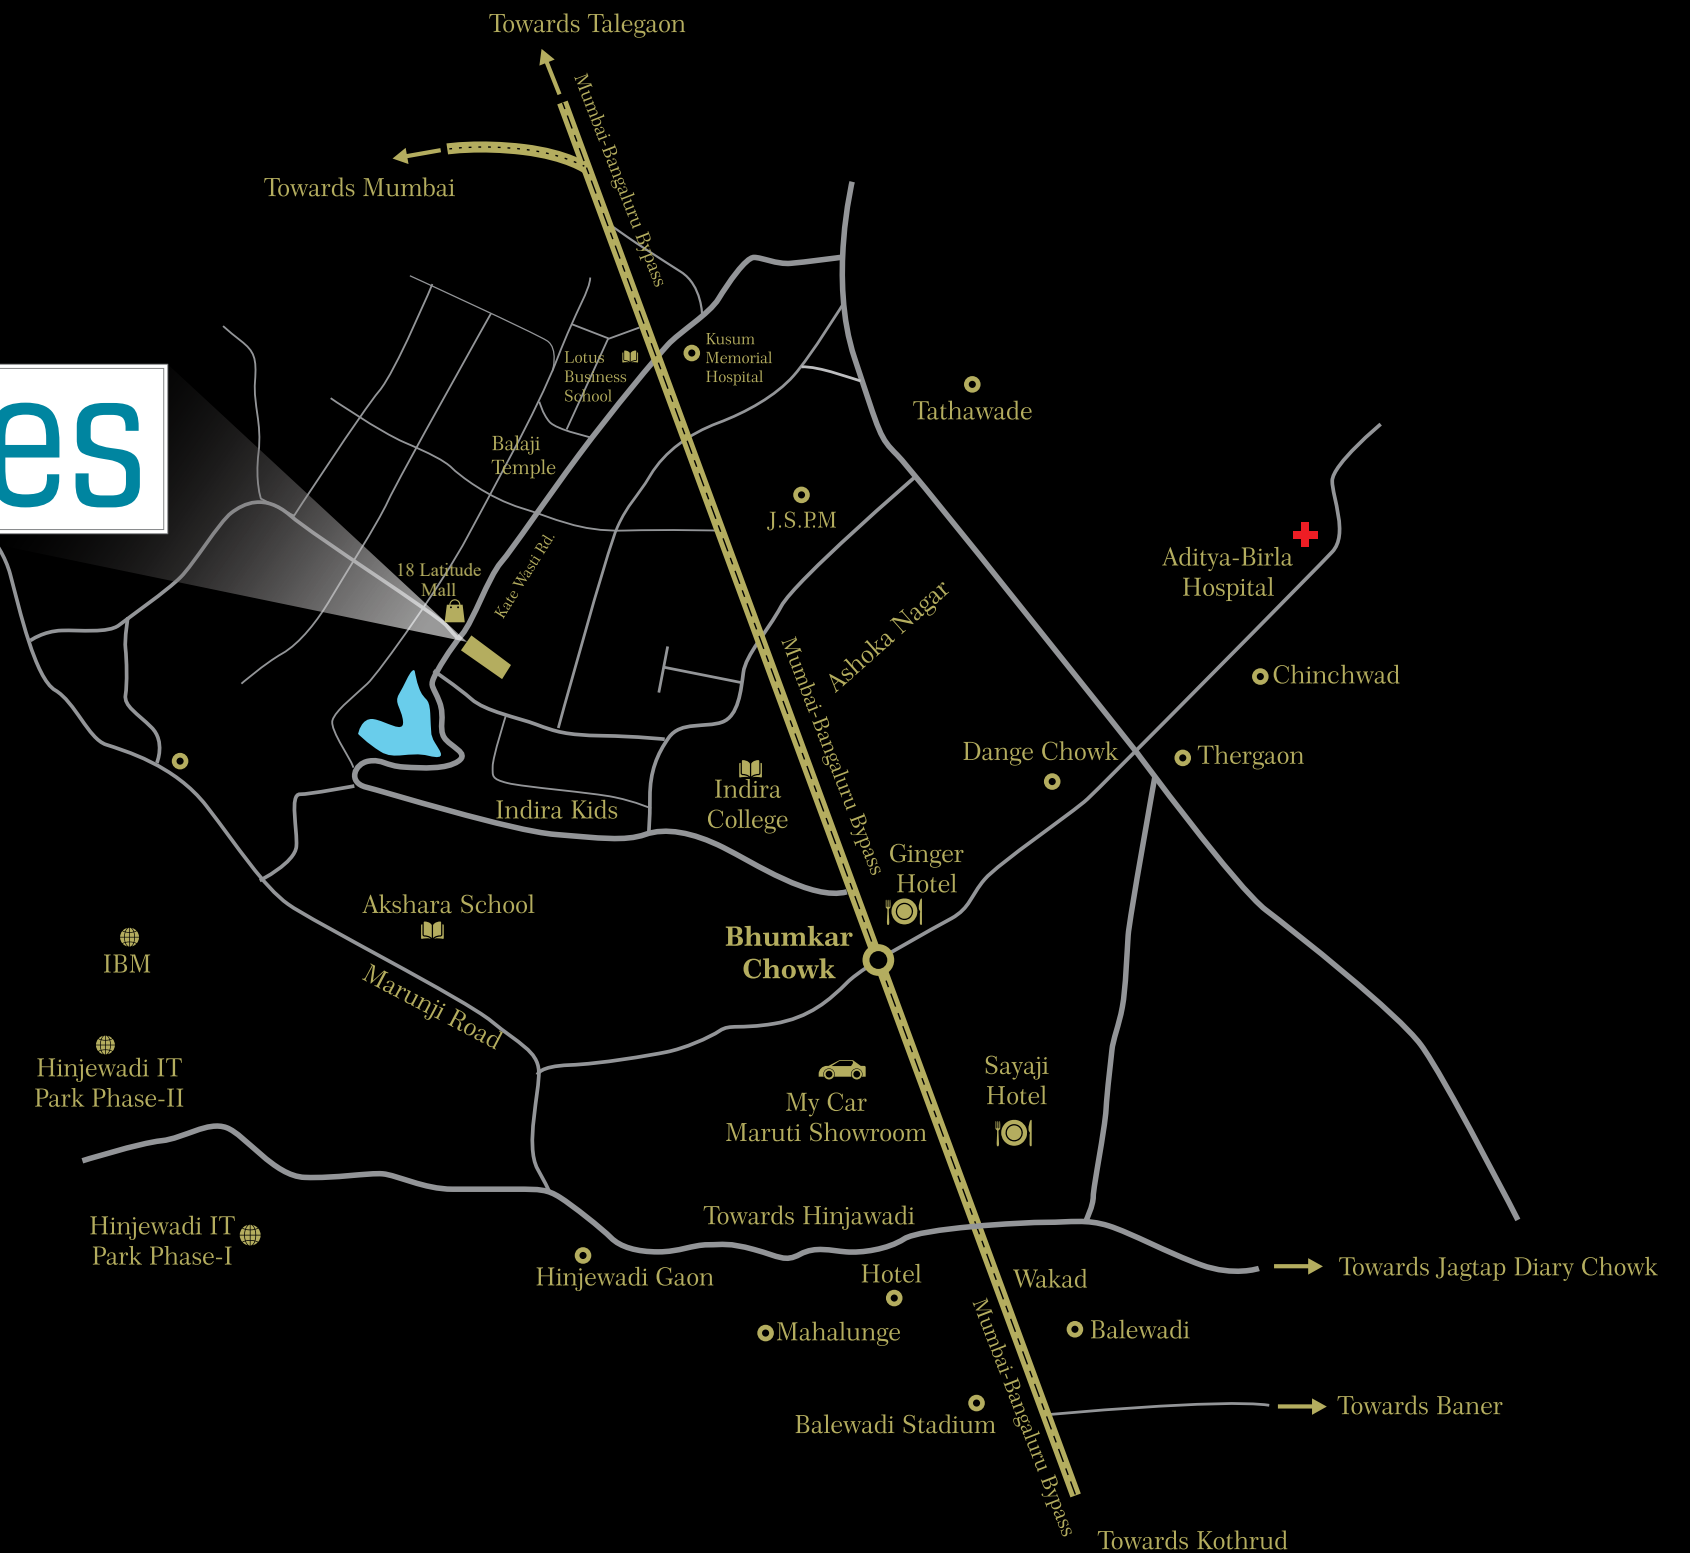 Towards Talegaon
Mumbai-Bangaluru Bypass
Towards Mumbai
Kusum
Memorial
Hospital
Lotus
Business
School
es
Tathawade
Balaji
Temple
J.S.P.M
Aditya-Birla
Hospital
18 Latitude
Mall
Kate Wasti Rd.
Ashoka Nagar
Chinchwad
Mumbai-Bangaluru Bypass
Dange Chowk
Thergaon
Indira
College
Indira Kids
Ginger
Hotel
Akshara School
Bhumkar
Chowk
IBM
Marunji Road
Hinjewadi IT
Park Phase-II
Sayaji
Hotel
My Car
Maruti Showroom
Towards Hinjawadi
Hinjewadi IT
Park Phase-I
Hinjewadi Gaon
Hotel
Wakad
Towards Jagtap Diary Chowk
Mahalunge
Balewadi
Mumbai-Bangaluru Bypass
Balewadi Stadium
Towards Baner
Towards Kothrud